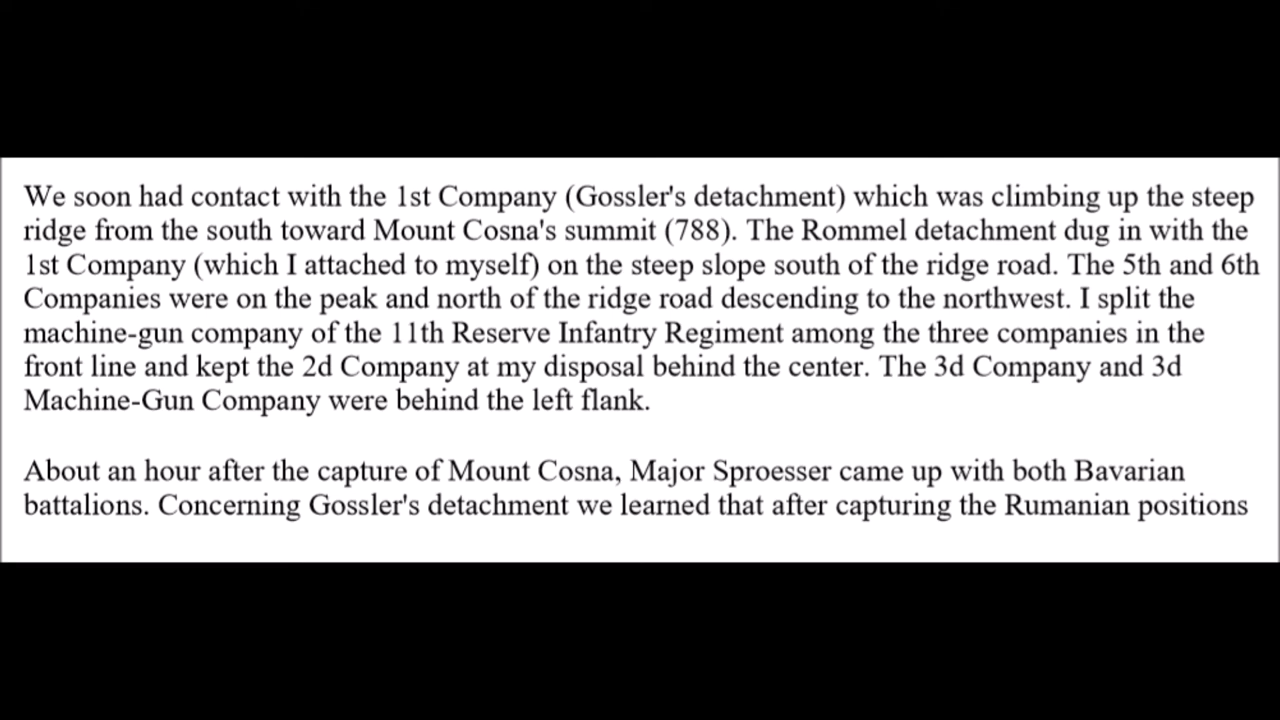 We soon had contact with the 1st Company (Gossler's detachment) which was climbing up the steep
ridge from the south toward Mount Cosna's summit (788). The Rommel detachment dug in with the
1st Company (which I attached to myself) on the steep slope south of the ridge road. The 5th and 6th
Companies were on the peak and north of the ridge road descending to the northwest. I split the
machine-gun company of the 11th Reserve Infantry Regiment among the three companies in the
front line and kept the 2d Company at my disposal behind the center. The 3d Company and 3d
Machine-Gun Company were behind the left flank.
About an hour after the capture of Mount Cosna, Major Sproesser came up with both Bavarian
battalions. Concerning Gossler's detachment we learned that after capturing the Rumanian positions